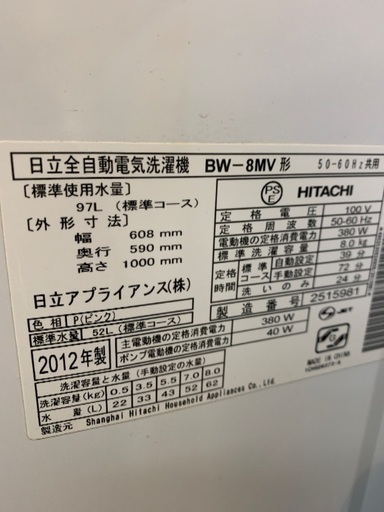 日立全自動電気洗濯機 BW-8MV 形 50-60Hz共用
[標準使用水量]
97L (標準コース)
[外形寸法]
幅 608 mm
奥行 590 mm
高さ 1000 mm
日立アプライアンス(株)
色相 P(ピンク)
標準水量 52L (標準コース)
2012年製
主電動機の定格消費電力 380 W
ポンプ電動機の定格消費電力 40 W
PS E HITACHI
定格電圧 100 V
定格周波数 50-60 Hz
電動機の定格消費電力 380 W
標準洗濯容量 8.0 kg
定格時間 標準コース 自動設定 39 分
手動設定 72 分
洗いのみ 24 分
製造番号 2515981
JET
MADE IN CHINA
洗濯容量と水量 (手動設定の水量)
洗濯容量(kg) 0.5 3.5 5.5 7.0 8.0
水量 (L) 22 33 43 52 62
製造元 Shanghai Hitachi Household Appliances Co., Ltd.